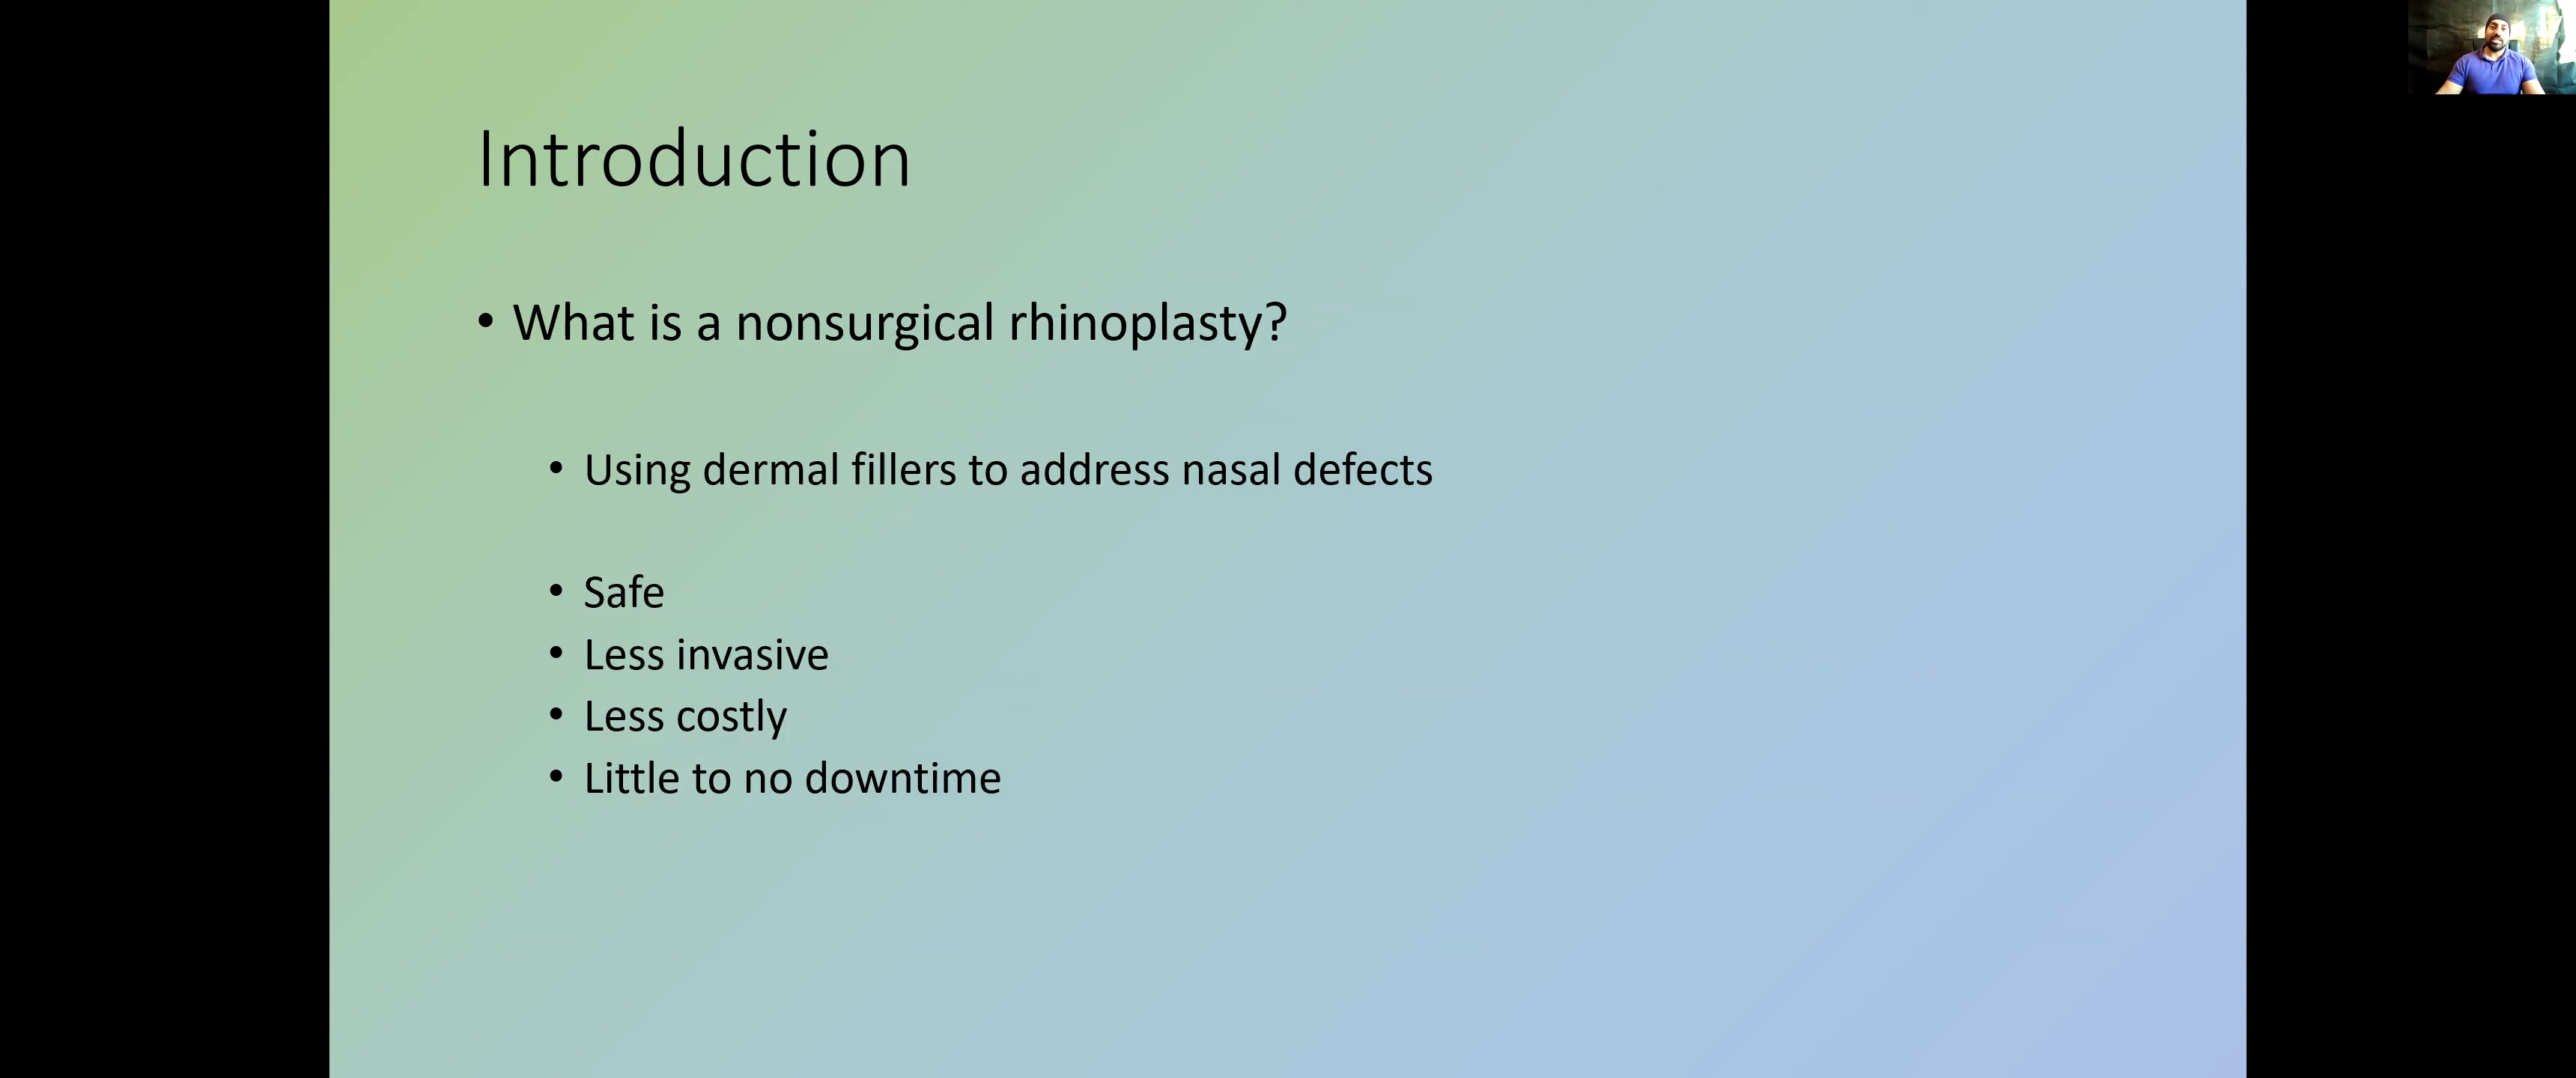 Introduction
• What is a nonsurgical rhinoplasty?
• Using dermal fillers to address nasal defects
• Safe
• Less invasive
• Less costly
• Little to no downtime